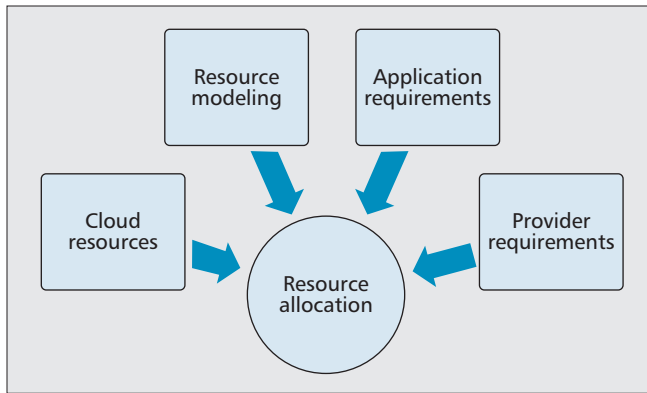 Resource
modeling
Application
requirements
Cloud
resources
Provider
requirements
Resource
allocation